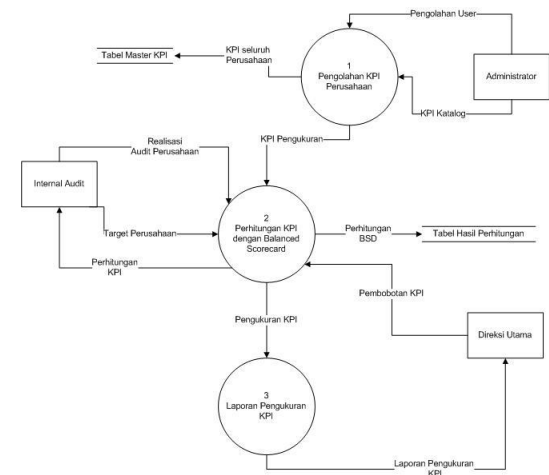 Pengolahan User
Tabel Master KPI
KPI seluruh
Perusahaan
1
Pengolahan KPI
Perusahaan
Administrator
KPI Katalog
Realisasi
Audit Perusahaan
KPI Pengukuran
Internal Audit
2
Perhitungan KPI
dengan Balanced
Scorecard
Target Perusahaan
Perhitungan
BSD
Tabel Hasil Perhitungan
Perhitungan
KPI
Pembobotan KPI
Pengukuran KPI
Direksi Utama
3
Laporan Pengukuran
KPI
Laporan Pengukuran
KPI